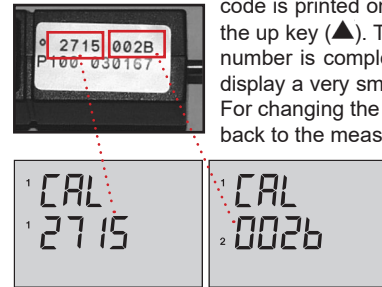 code is printed on
the up key (▲). T
number is comple
display a very sm
For changing the
back to the meas
° 2715 002B
P100 030167
1 CAL
1 2715
1 CAL
2 002b